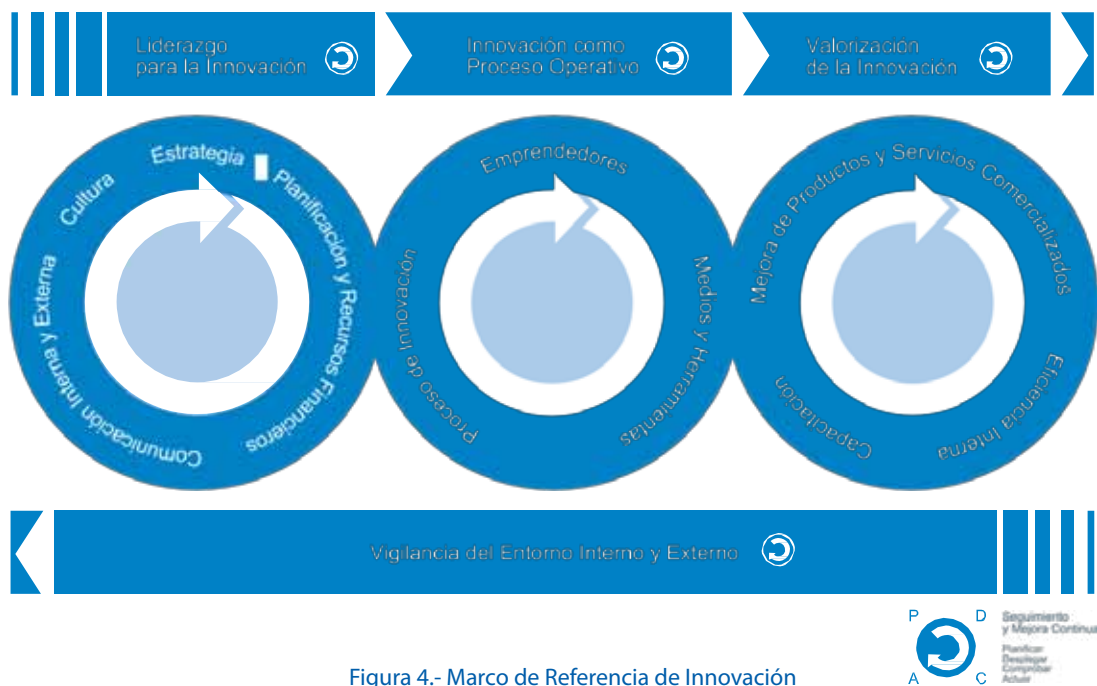 Liderazgo
para la Innovación
Innovación como
Proceso Operativo
Valorización
de la Innovación
Comunicación Interna y Externa
Cultura
Estrategia
Planificación y Recursos Financieros
Proceso de Innovación
Emprendedores
Medios y Herramientas
Mejora de Productos y Servicios Comercializados
Eficiencia Interna
Capacitación
Vigilancia del Entorno Interno y Externo
P D
A C
Seguimiento
y Mejora Continua
Planificar
Desplegar
Comprobar
Actuar
Figura 4.- Marco de Referencia de Innovación